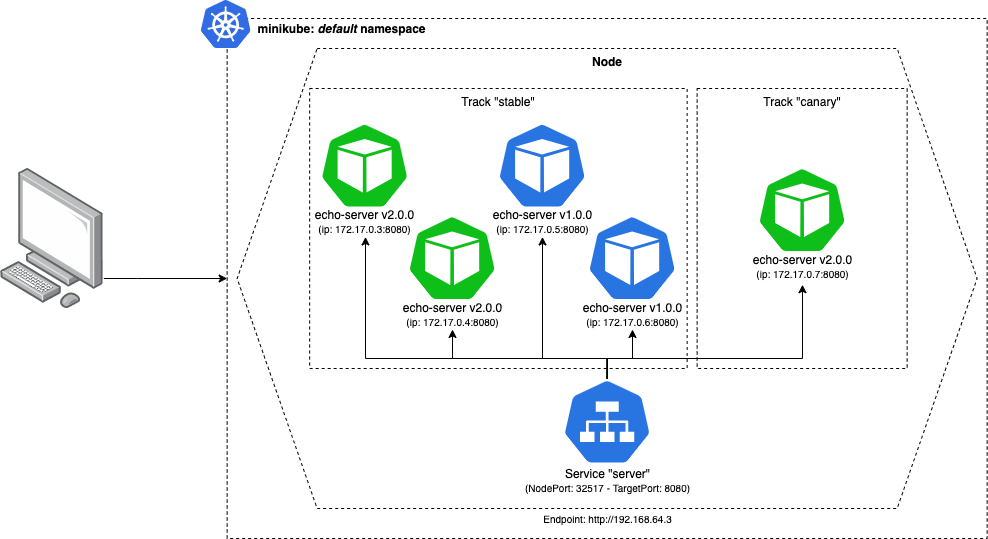 minikube: default namespace
Node
Track "stable"
Track "canary"
echo-server v2.0.0
(ip: 172.17.0.3:8080)
echo-server v1.0.0
(ip: 172.17.0.5:8080)
echo-server v2.0.0
(ip: 172.17.0.7:8080)
echo-server v2.0.0
(ip: 172.17.0.4:8080)
echo-server v1.0.0
(ip: 172.17.0.6:8080)
Service "server"
(NodePort: 32517 - TargetPort: 8080)
Endpoint: http://192.168.64.3